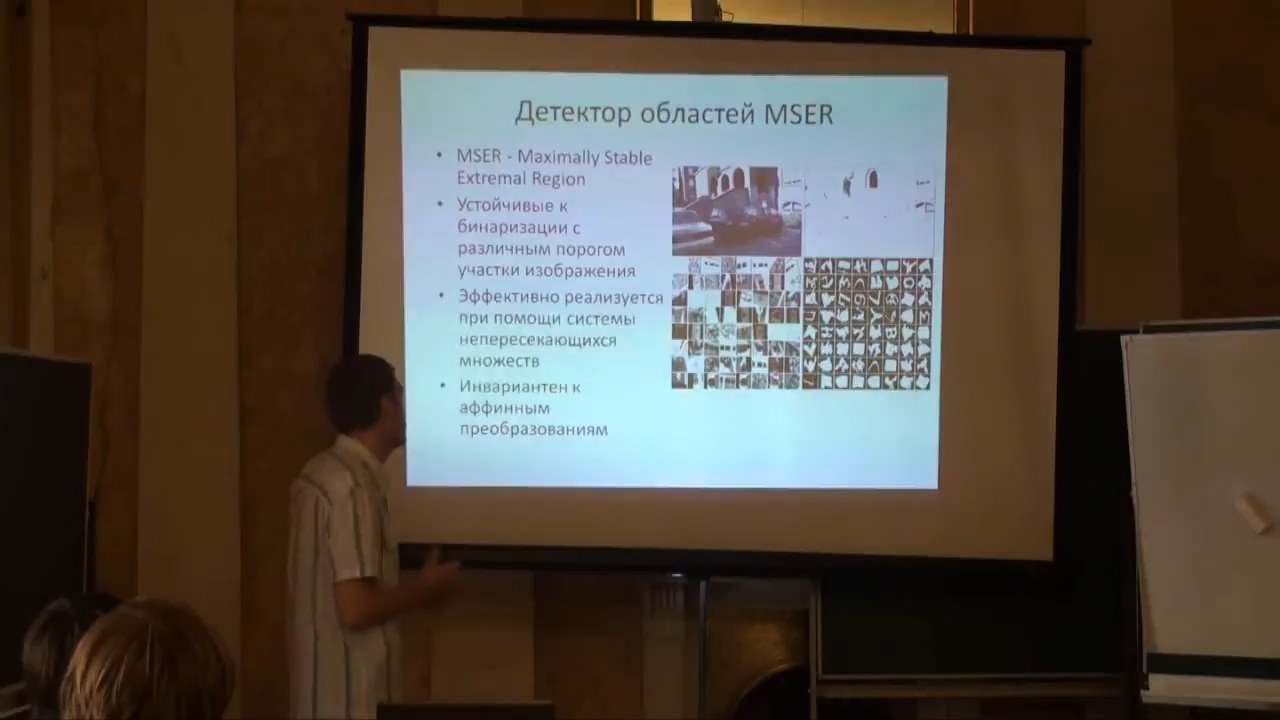 Детектор областей MSER
• MSER - Maximally Stable
Extremal Region
• Устойчивые к
бинаризации с
различным порогом
участки изображения
• Эффективно реализуется
при помощи системы
непересекающихся
множеств
• Инвариантен к
аффинным
преобразованиям